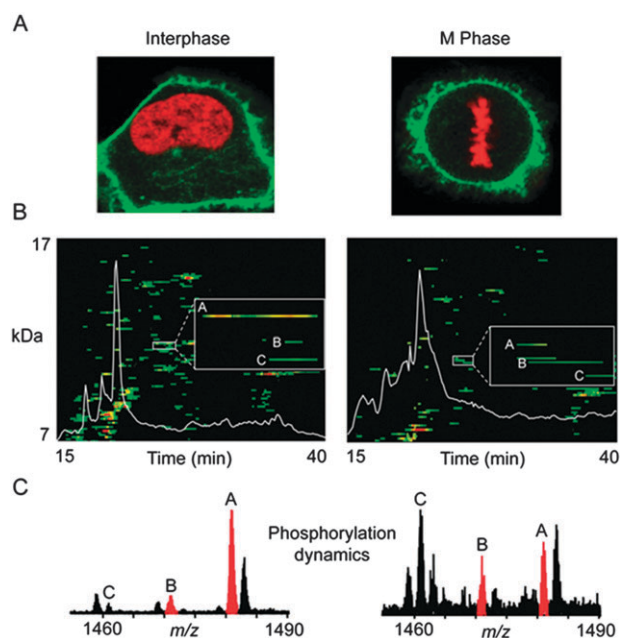 A
Interphase
M Phase
B
17
kDa
7
A
B
C
15
Time (min)
40
A
B
C
15
Time (min)
40
C
A
B
C
1460
m/z
1490
Phosphorylation
dynamics
C
B
A
1460
m/z
1490